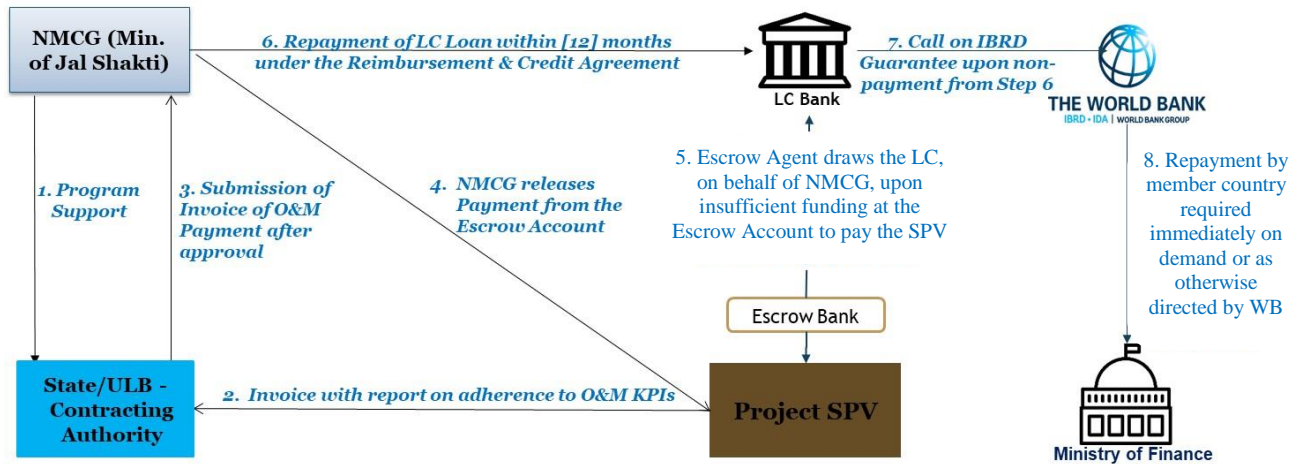 NMCG (Min.
of Jal Shakti)
6. Repayment of LC Loan within [12] months
under the Reimbursement & Credit Agreement
LC Bank
7. Call on IBRD
Guarantee upon non-
payment from Step 6
THE WORLD BANK
IBRD • IDA | WORLD BANK GROUP
1. Program
Support
3. Submission of
Invoice of O&M
Payment after
approval
4. NMCG releases
Payment from the
Escrow Account
5. Escrow Agent draws the LC,
on behalf of NMCG, upon
insufficient funding at the
Escrow Account to pay the SPV
8. Repayment by
member country
required
immediately on
demand or as
otherwise
directed by WB
Escrow Bank
State/ULB -
Contracting
Authority
2. Invoice with report on adherence to O&M KPIs
Project SPV
Ministry of Finance